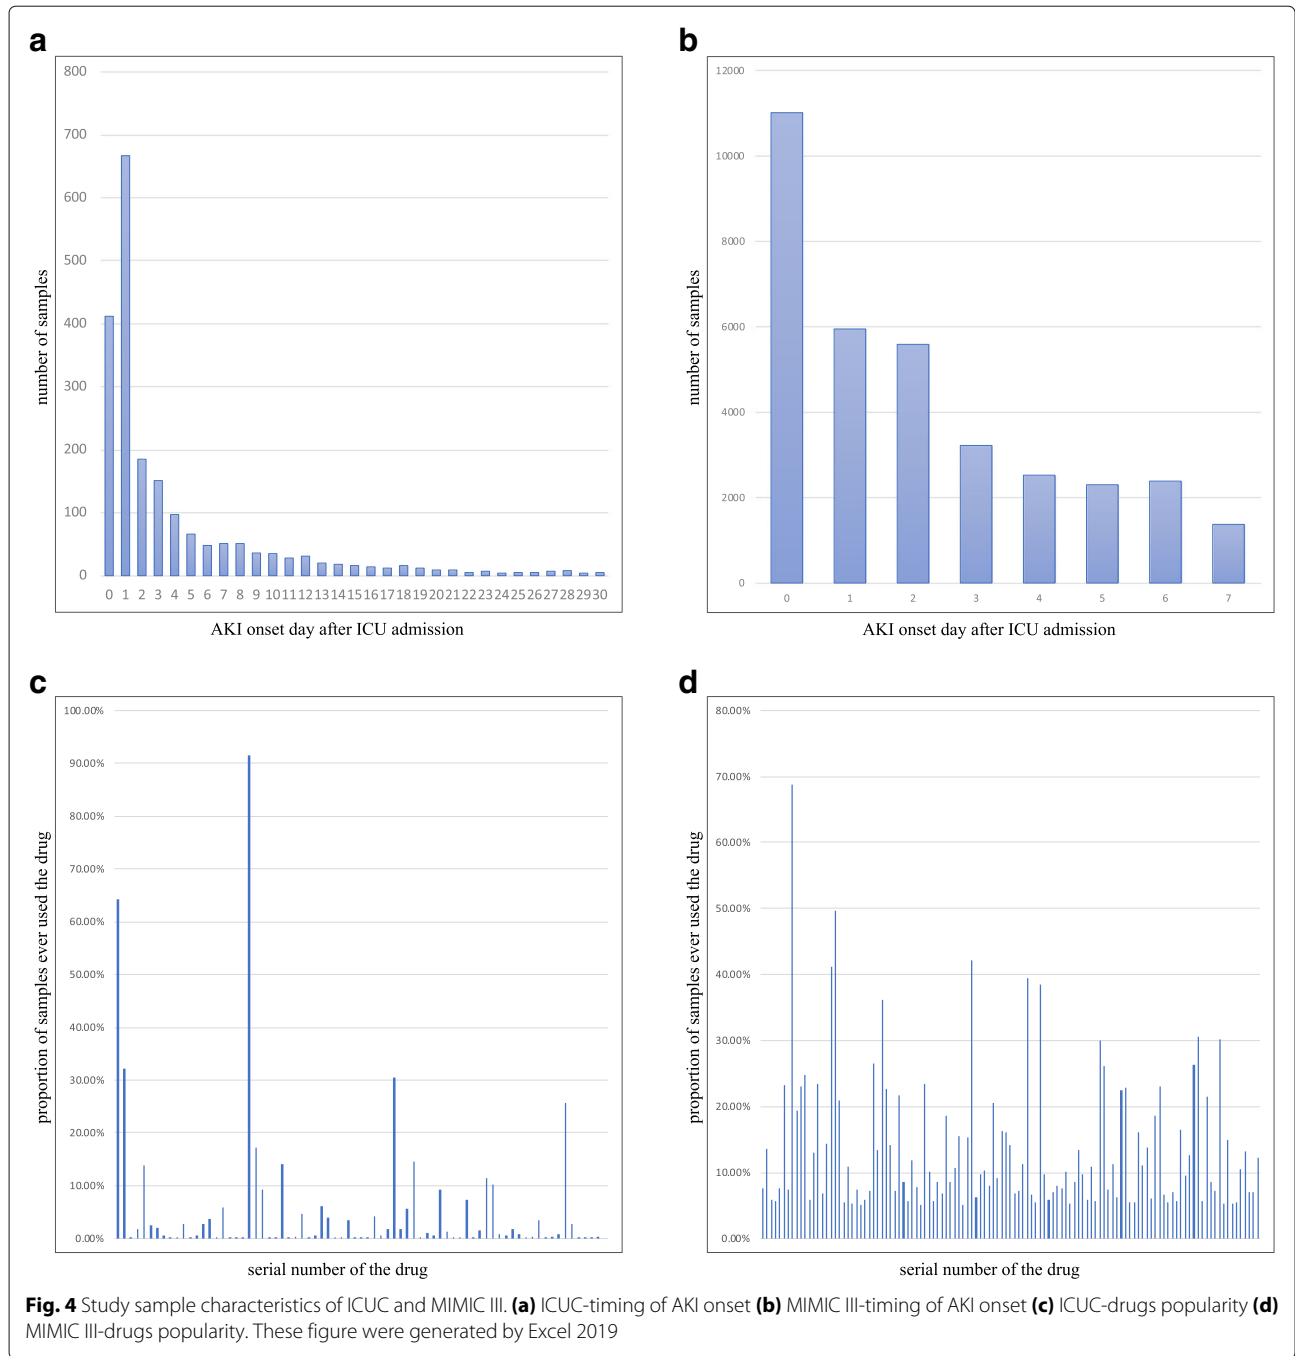 a
800
700
600
500
400
300
200
100
0
0 1 2 3 4 5 6 7 8 9 10 11 12 13 14 15 16 17 18 19 20 21 22 23 24 25 26 27 28 29 30
number of samples
AKI onset day after ICU admission
b
12000
10000
8000
6000
4000
2000
0
0 1 2 3 4 5 6 7
number of samples
AKI onset day after ICU admission
c
100.00%
90.00%
80.00%
70.00%
60.00%
50.00%
40.00%
30.00%
20.00%
10.00%
0.00%
proportion of samples ever used the drug
serial number of the drug
d
80.00%
70.00%
60.00%
50.00%
40.00%
30.00%
20.00%
10.00%
0.00%
proportion of samples ever used the drug
serial number of the drug
Fig. 4 Study sample characteristics of ICUC and MIMIC III. (a) ICUC-timing of AKI onset (b) MIMIC III-timing of AKI onset (c) ICUC-drugs popularity (d)
MIMIC III-drugs popularity. These figure were generated by Excel 2019